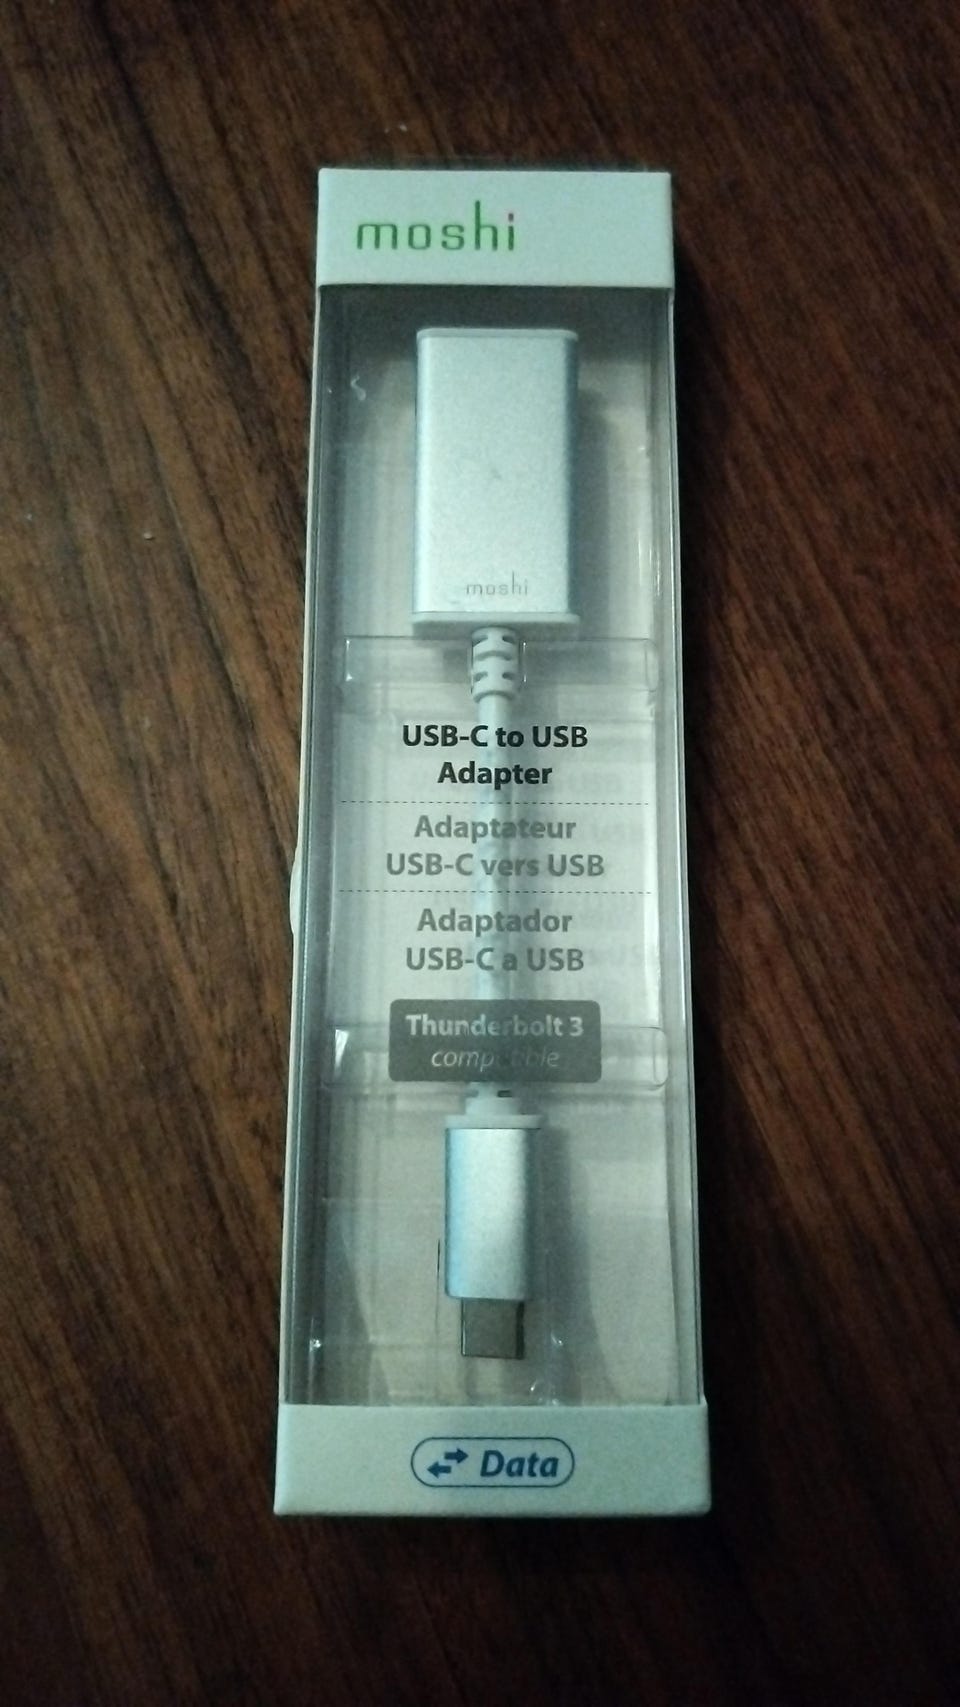 moshi
moshi
USB-C to USB
Adapter
Adaptateur
USB-C vers USB
Adaptador
USB-C a USB
Thunderbolt 3
compatible
Data